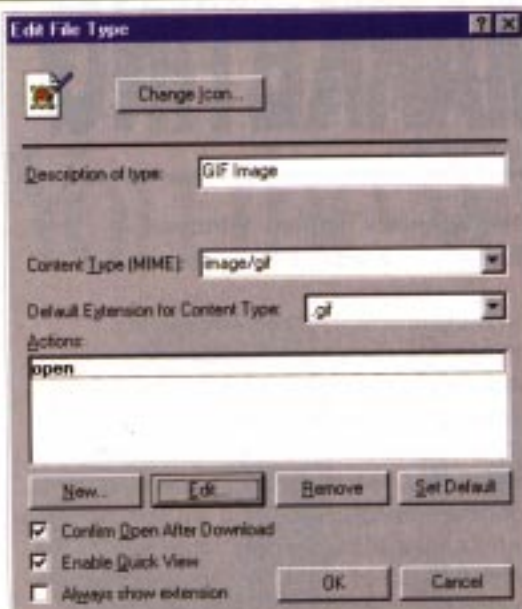 Edit File Type
Change Icon...
Description of type: GIF Image
Content Type (MIME): image/gif
Default Extension for Content Type: .gif
Actions:
open
New... Edit... Remove Set Default
Confirm Open After Download
Enable Quick View
Always show extension
OK Cancel